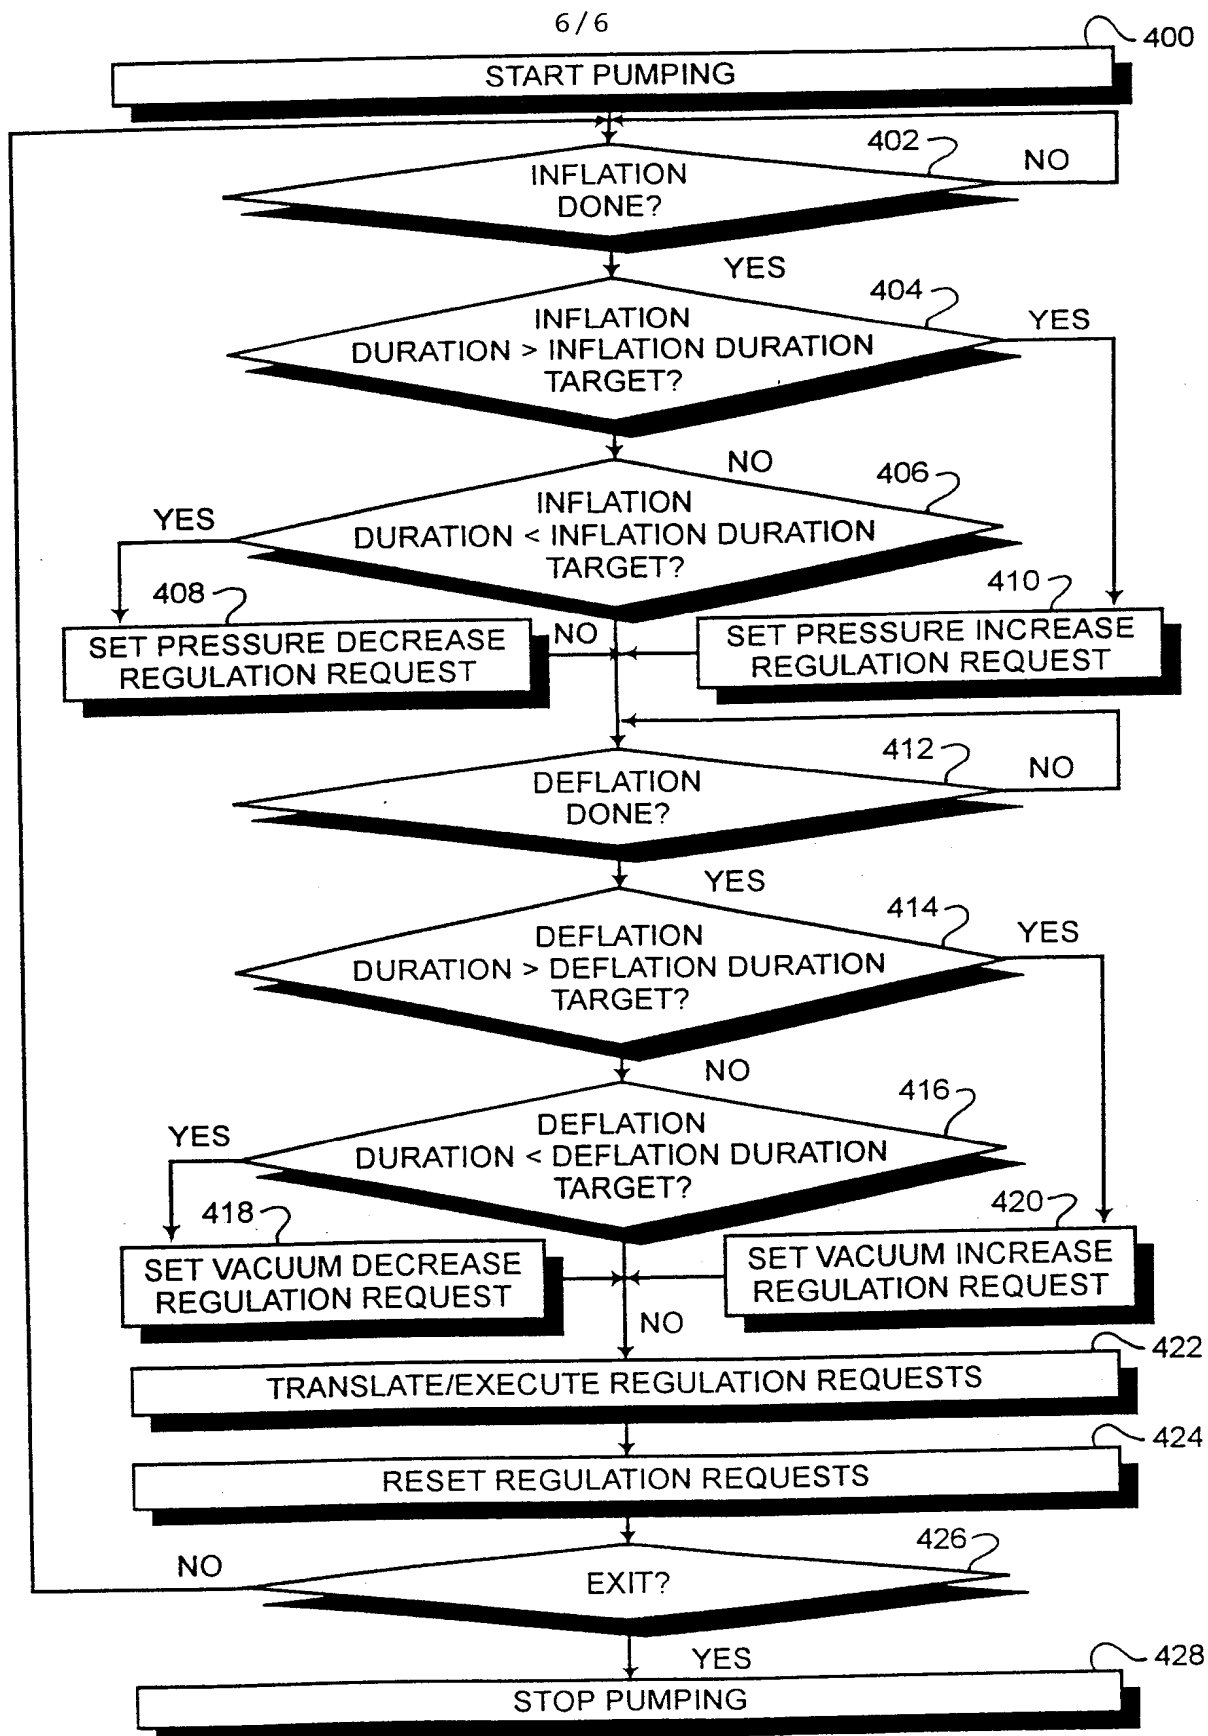 6/6
400
START PUMPING
402
NO
INFLATION
DONE?
YES
404
YES
INFLATION
DURATION > INFLATION DURATION
TARGET?
NO
406
YES
INFLATION
DURATION < INFLATION DURATION
TARGET?
408
410
SET PRESSURE DECREASE
REGULATION REQUEST
NO
SET PRESSURE INCREASE
REGULATION REQUEST
412
NO
DEFLATION
DONE?
YES
414
YES
DEFLATION
DURATION > DEFLATION DURATION
TARGET?
NO
416
YES
DEFLATION
DURATION < DEFLATION DURATION
TARGET?
418
420
SET VACUUM DECREASE
REGULATION REQUEST
SET VACUUM INCREASE
REGULATION REQUEST
NO
422
TRANSLATE/EXECUTE REGULATION REQUESTS
424
RESET REGULATION REQUESTS
426
NO
EXIT?
YES
428
STOP PUMPING